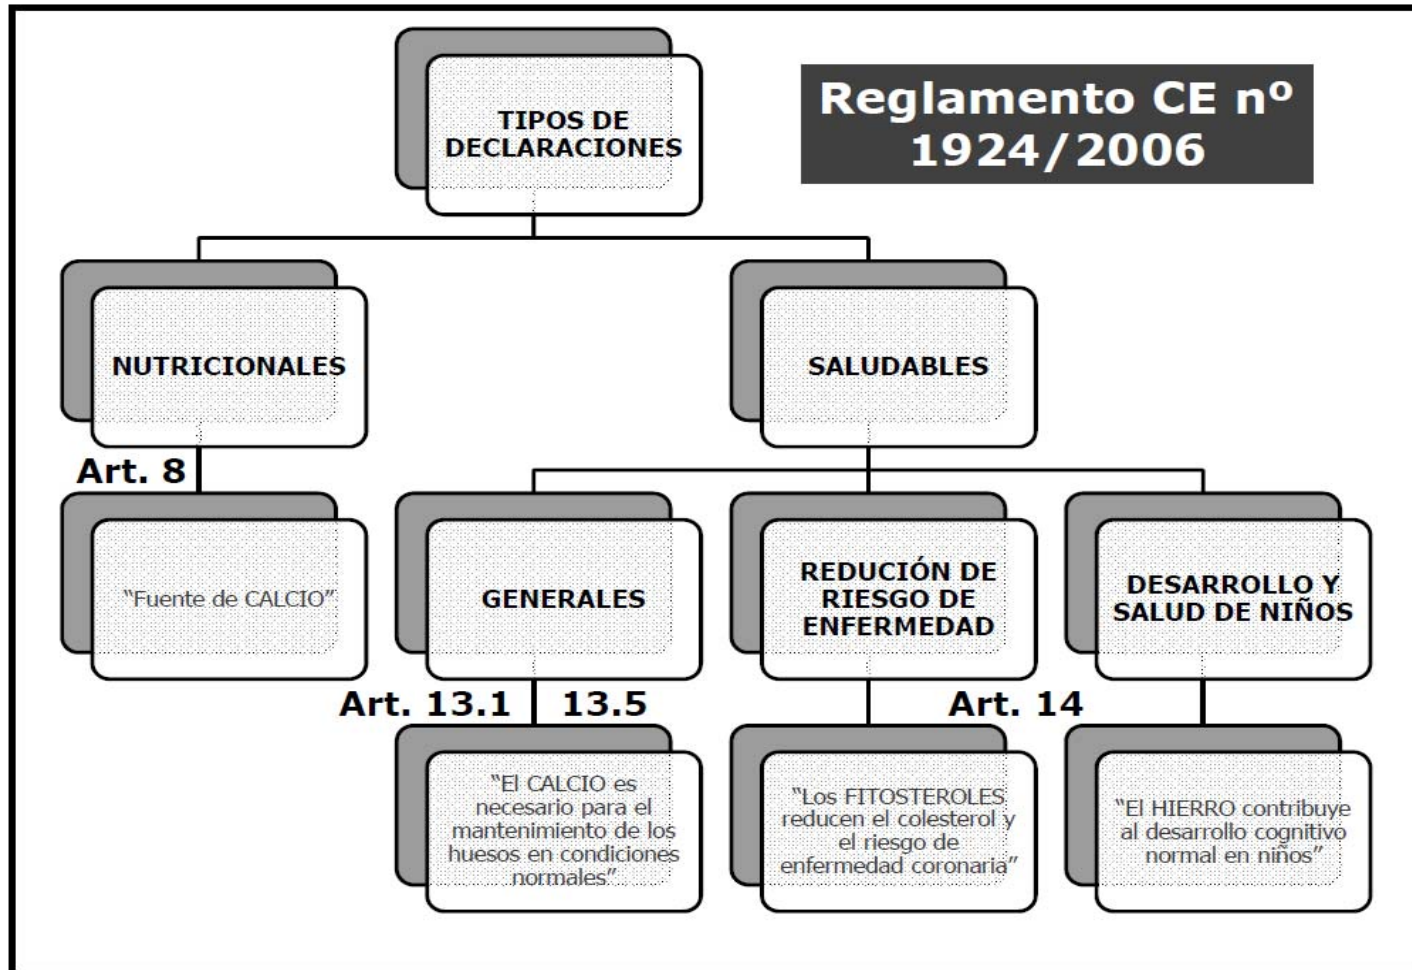 TIPOS DE
DECLARACIONES
Reglamento CE nº
1924/2006
NUTRICIONALES
SALUDABLES
Art. 8
"Fuente de CALCIO"
GENERALES
REDUCIÓN DE
RIESGO DE
ENFERMEDAD
DESARROLLO Y
SALUD DE NIÑOS
Art. 13.1 13.5
Art. 14
"El CALCIO es
necesario para el
mantenimiento de los
huesos en condiciones
normales"
"Los FITOSTEROLES
reducen el colesterol y
el riesgo de
enfermedad coronaria"
"El HIERRO contribuye
al desarrollo cognitivo
normal en niños"